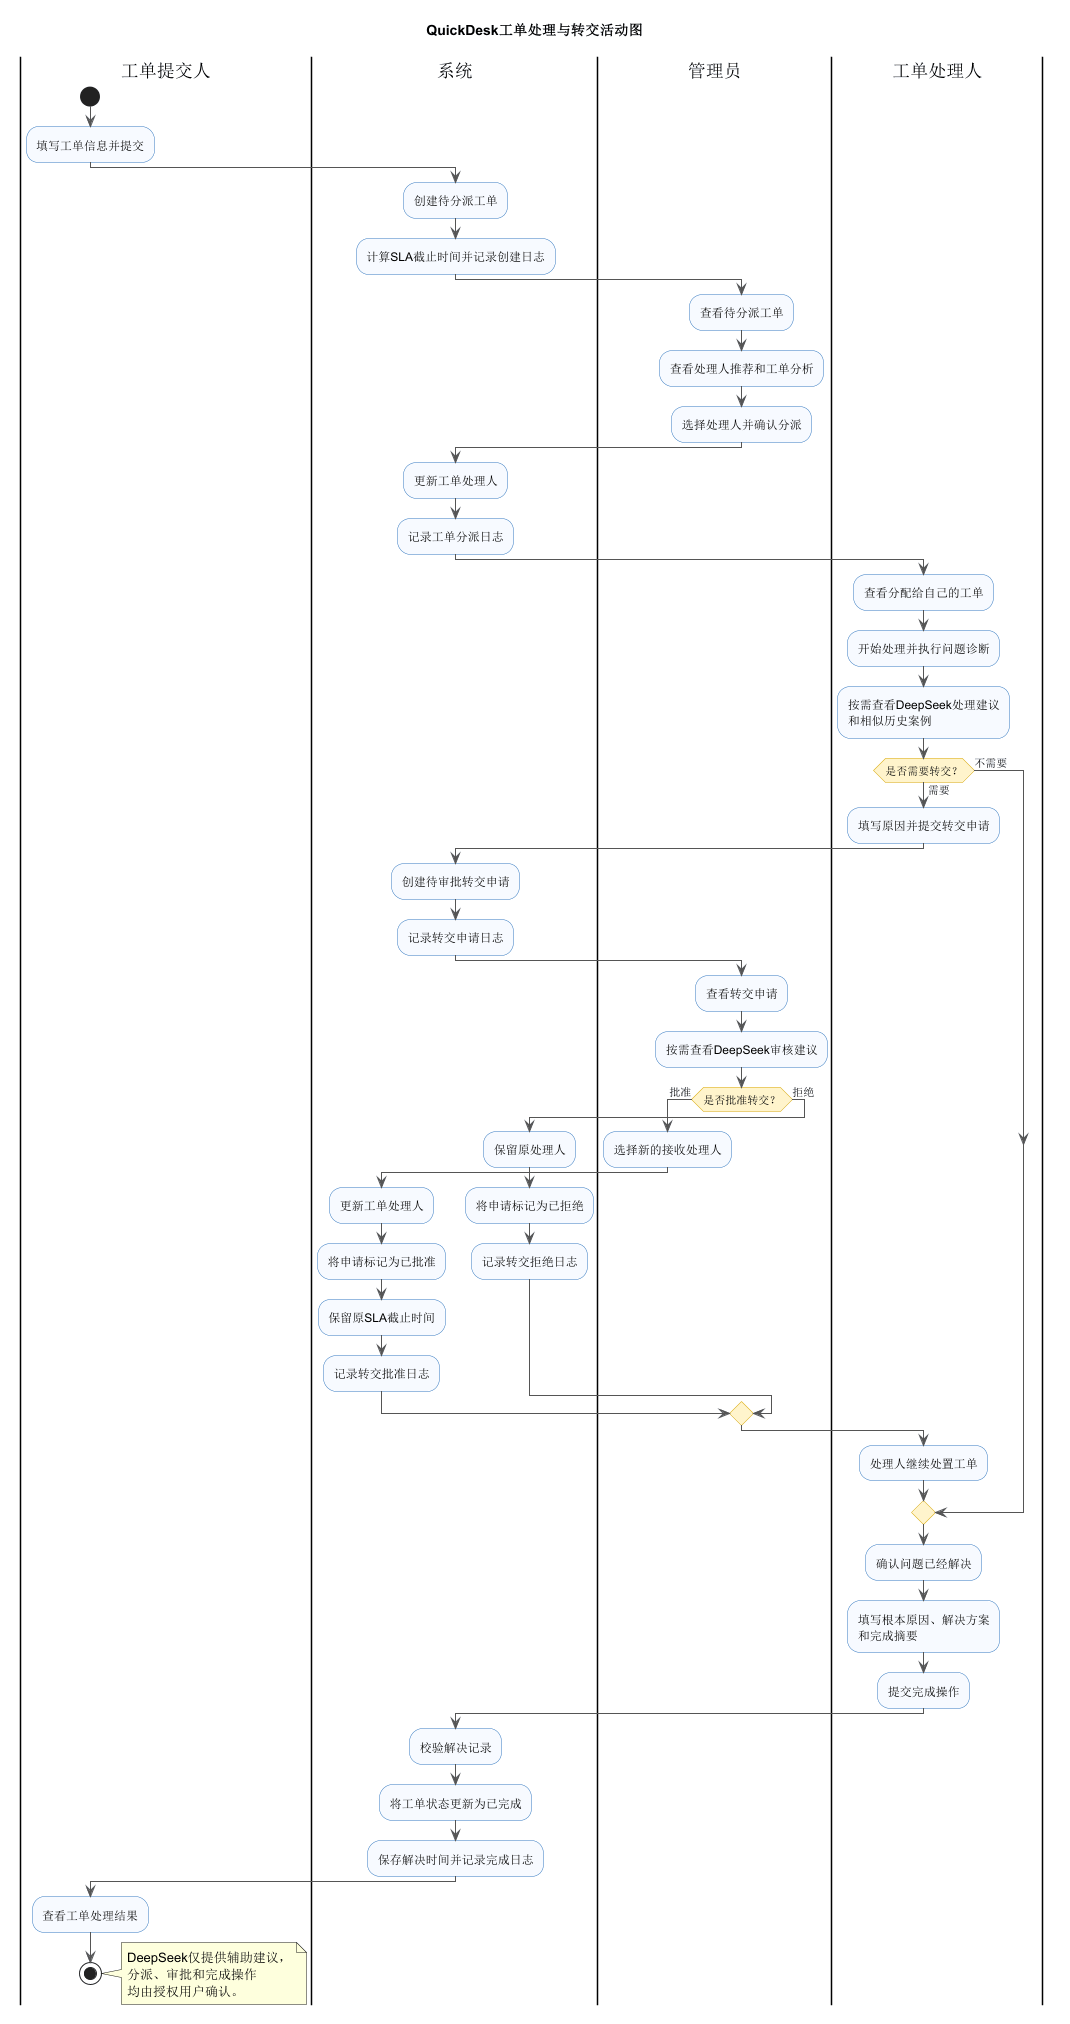 QuickDesk工单处理与转交活动图
工单提交人
系统
管理员
工单处理人
填写工单信息并提交
创建待分派工单
计算SLA截止时间并记录创建日志
查看待分派工单
查看处理人推荐和工单分析
选择处理人并确认分派
更新工单处理人
记录工单分派日志
查看分配给自己的工单
开始处理并执行问题诊断
按需查看DeepSeek处理建议
和相似历史案例
是否需要转交？
不需要
需要
填写原因并提交转交申请
创建待审批转交申请
记录转交申请日志
查看转交申请
按需查看DeepSeek审核建议
批准
是否批准转交？
拒绝
保留原处理人
选择新的接收处理人
更新工单处理人
将申请标记为已拒绝
将申请标记为已批准
记录转交拒绝日志
保留原SLA截止时间
记录转交批准日志
处理人继续处置工单
确认问题已经解决
填写根本原因、解决方案
和完成摘要
提交完成操作
校验解决记录
将工单状态更新为已完成
保存解决时间并记录完成日志
查看工单处理结果
DeepSeek仅提供辅助建议，
分派、审批和完成操作
均由授权用户确认。